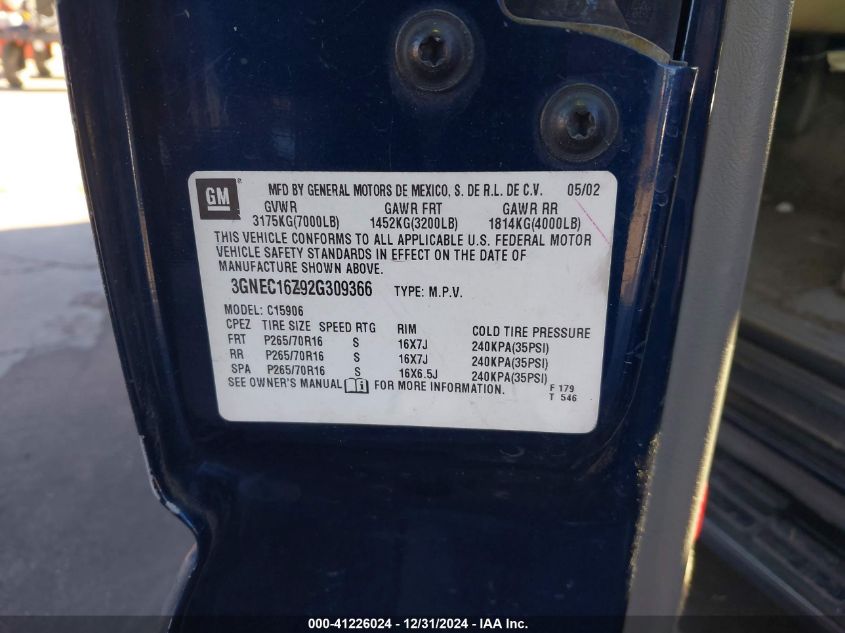 GM MFD BY GENERAL MOTORS DE MEXICO, S. DE R.L. DE C.V. 05/02
GVWR GAWR FRT GAWR RR
3175KG(7000LB) 1452KG(3200LB) 1814KG(4000LB)
THIS VEHICLE CONFORMS TO ALL APPLICABLE U.S. FEDERAL MOTOR
VEHICLE SAFETY STANDARDS IN EFFECT ON THE DATE OF
MANUFACTURE SHOWN ABOVE.
3GNEC16Z92G309366 TYPE: M.P.V.
MODEL: C15906
CPEZ TIRE SIZE SPEED RTG RIM COLD TIRE PRESSURE
FRT P265/70R16 S 16X7J 240KPA(35PSI)
RR P265/70R16 S 16X7J 240KPA(35PSI)
SPA P265/70R16 S 16X6.5J 240KPA(35PSI)
SEE OWNER'S MANUAL i FOR MORE INFORMATION. F 179
T 546
000-41226024 - 12/31/2024 - IAA Inc.